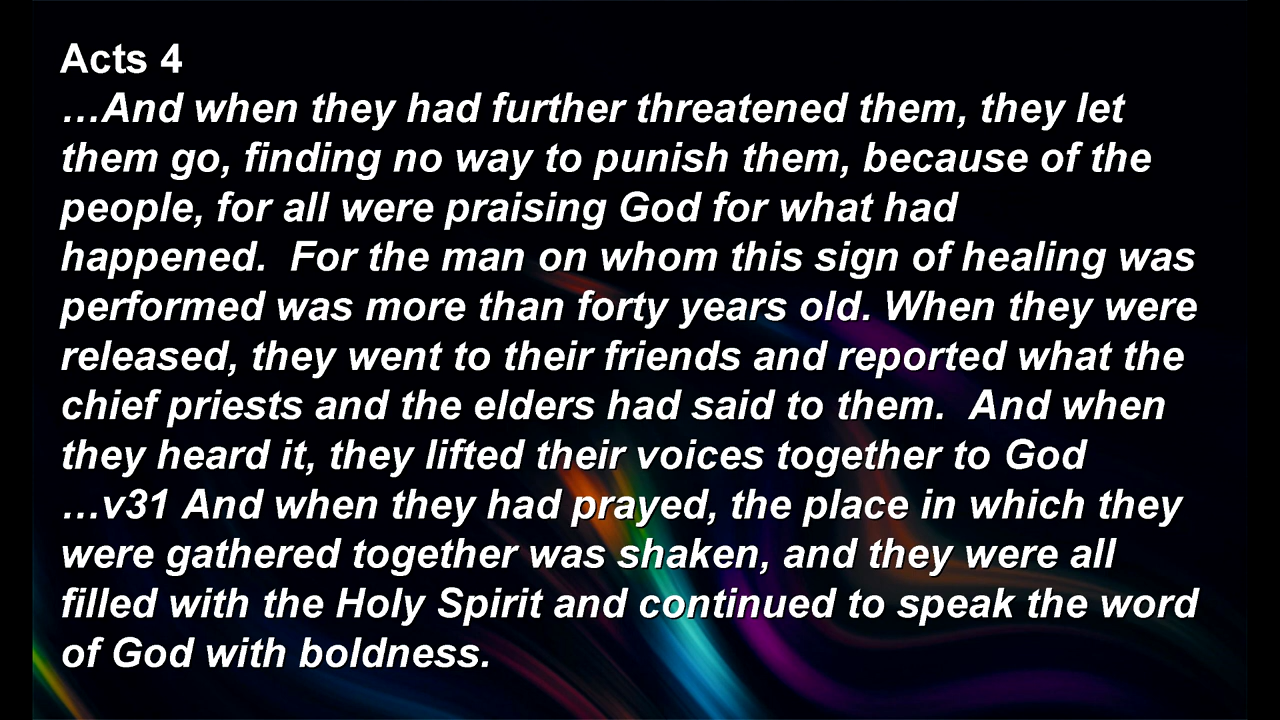 Acts 4
…And when they had further threatened them, they let
them go, finding no way to punish them, because of the
people, for all were praising God for what had
happened.  For the man on whom this sign of healing was
performed was more than forty years old. When they were
released, they went to their friends and reported what the
chief priests and the elders had said to them.  And when
they heard it, they lifted their voices together to God
…v31 And when they had prayed, the place in which they
were gathered together was shaken, and they were all
filled with the Holy Spirit and continued to speak the word
of God with boldness.